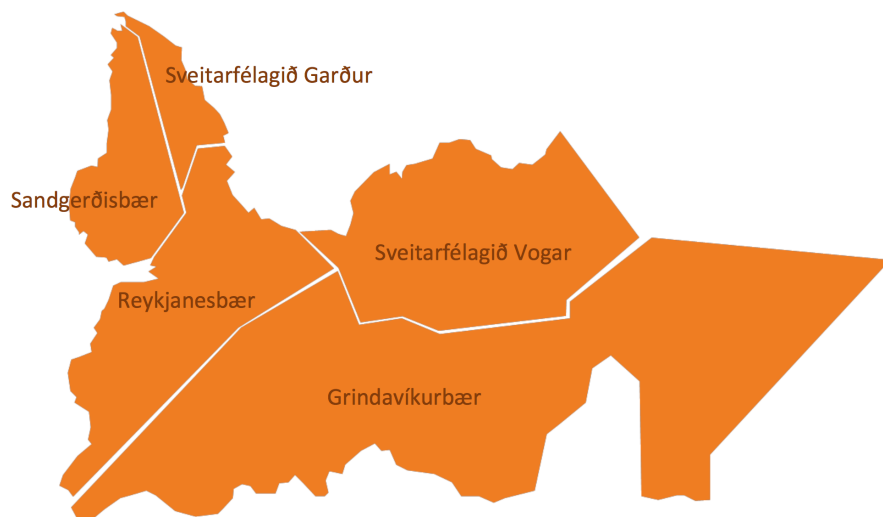 Sveitarfélagið Garður
Sandgerðisbær
Sveitarfélagið Vogar
Reykjanesbær
Grindavíkurbær